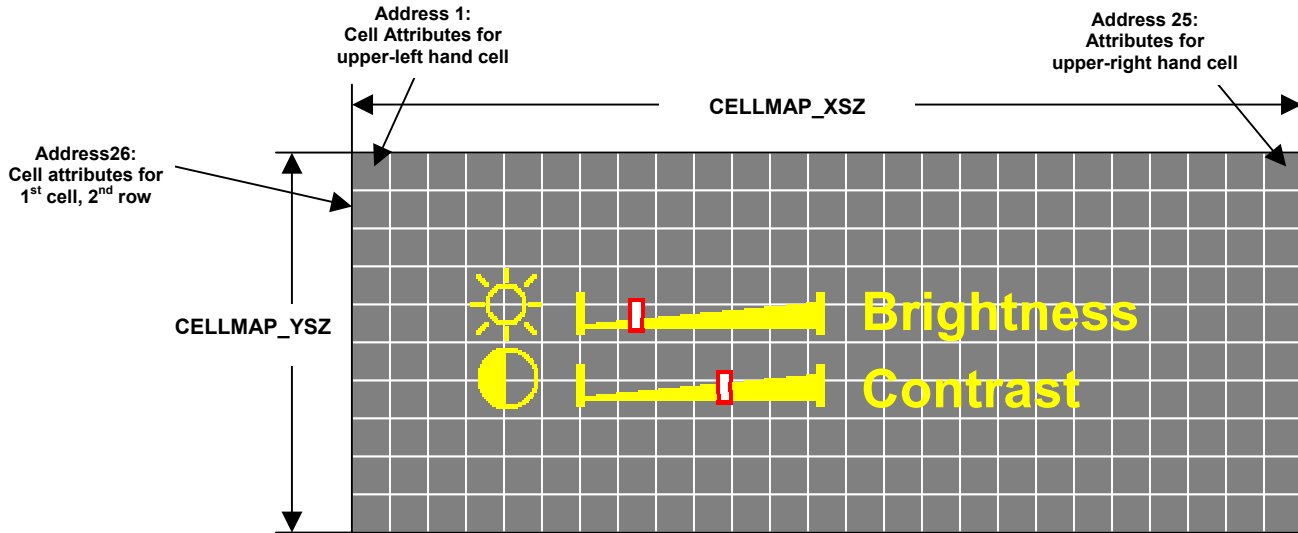 Address 1:
Cell Attributes for
upper-left hand cell
Address 25:
Attributes for
upper-right hand cell
CELLMAP_XSZ
Address26:
Cell attributes for
1st cell, 2nd row
CELLMAP_YSZ
Brightness
Contrast